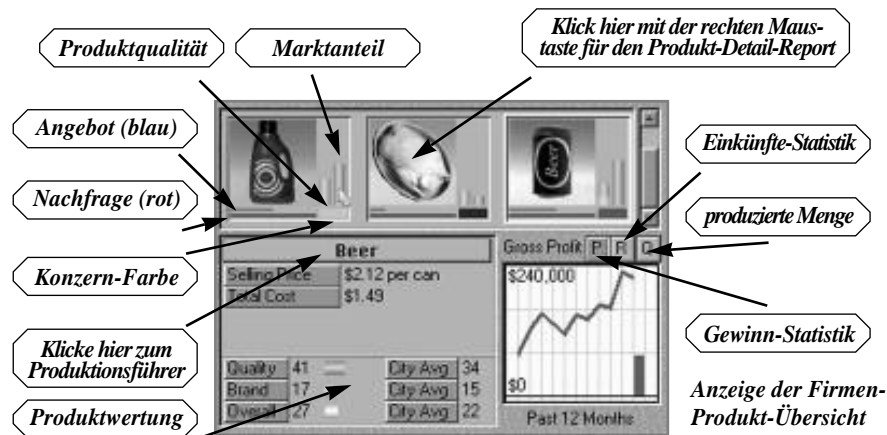 Produktqualität
Marktanteil
Klick hier mit der rechten Maus-
taste für den Produkt-Detail-Report
Angebot (blau)
Nachfrage (rot)
Konzern-Farbe
Klicke hier zum
Produktionsführer
Produktwertung
Einkünfte-Statistik
produzierte Menge
Gewinn-Statistik
Anzeige der Firmen-
Produkt-Übersicht
Beer
Beer
Selling Price $2.12 per can
Total Cost $1.49
Quality 41 City Avg 34
Brand 17 City Avg 15
Overall 27 City Avg 22
Gross Profit P R G
$240,000
$0
Past 12 Months